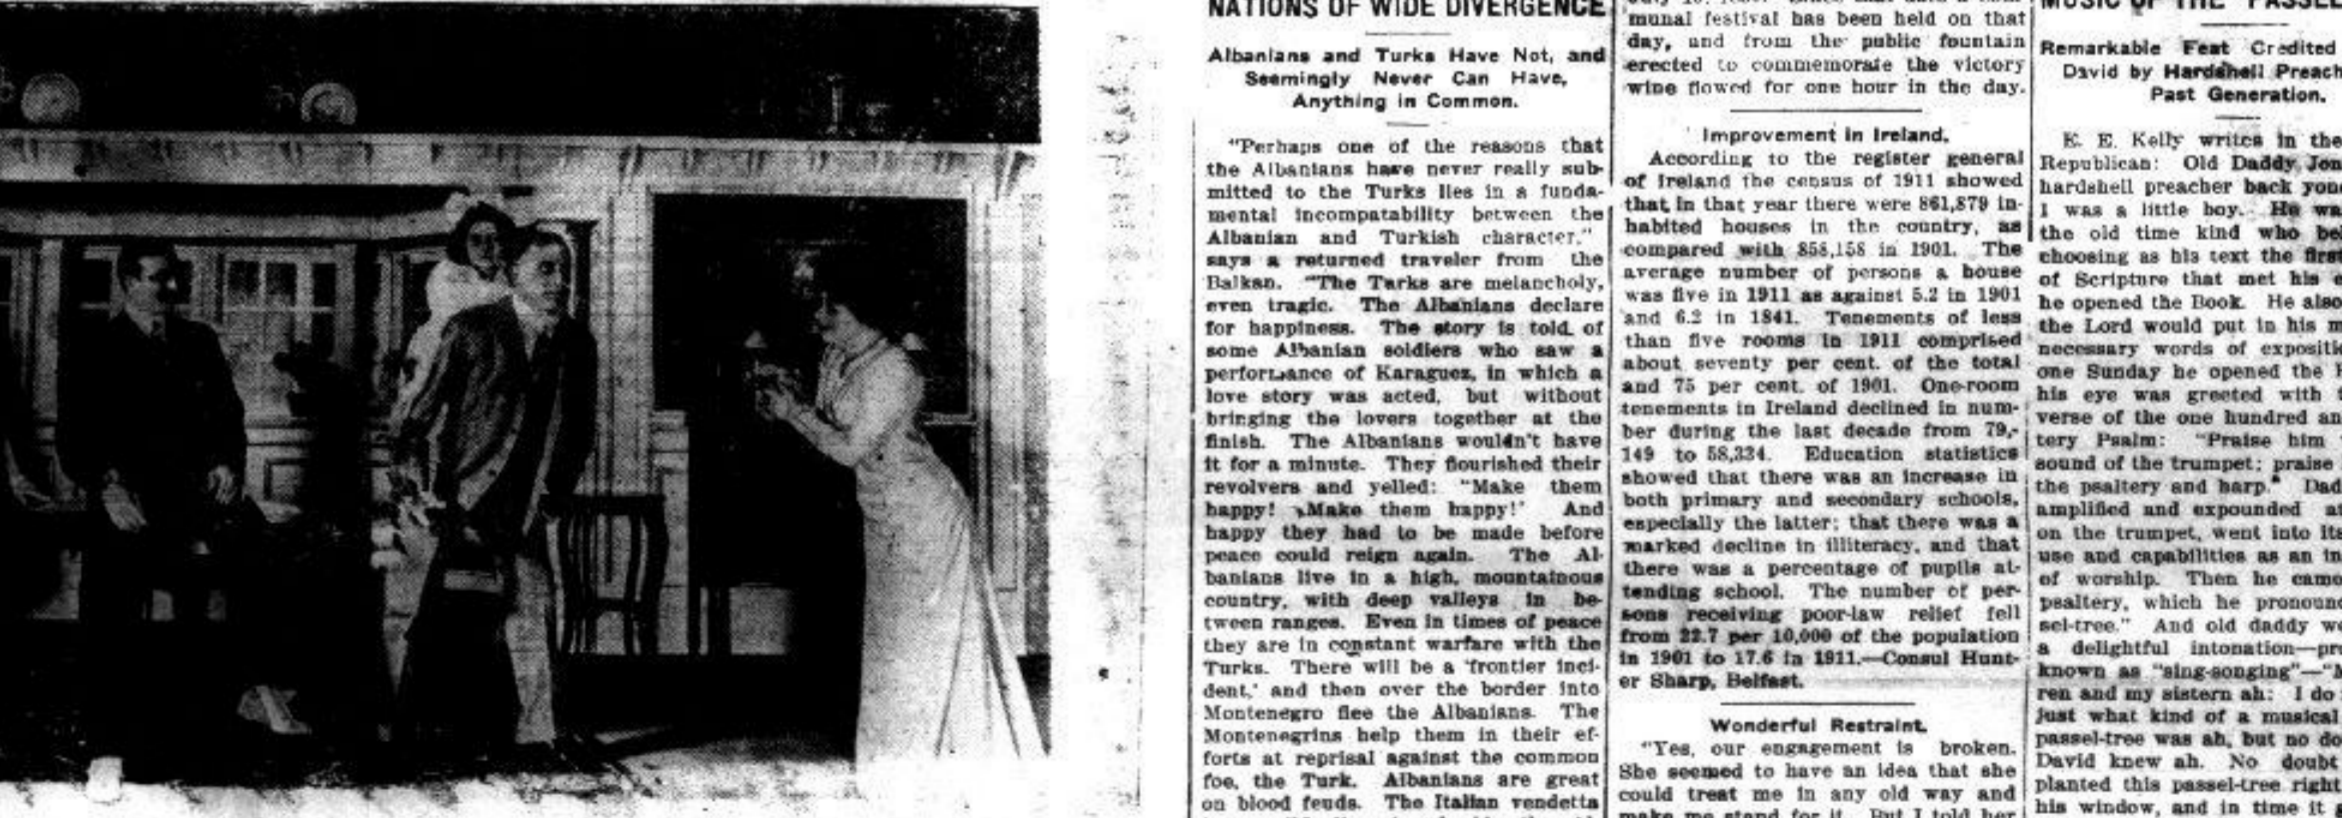 NATIONS OF WIDE DIVERGENCE
Albanians and Turks Have Not, and
Seemingly Never Can Have,
Anything in Common.
"Perhaps one of the reasons that
the Albanians have never really sub-
mitted to the Turks lies in a funda-
mental incompatability between the
Albanian and Turkish character,"
says a returned traveler from the
Balkan. "The Turks are melancholy,
even tragic. The Albanians declare
for happiness. The story is told of
some Albanian soldiers who saw a
performance of Karaguez, in which a
love story was acted, but without
bringing the lovers together at the
finish. The Albanians wouldn't have
it for a minute. They flourished their
revolvers and yelled: "Make them
happy! Make them happy!' And
happy they had to be made before
peace could reign again. The Al-
banians live in a high, mountainous
country, with deep valleys in be-
tween ranges. Even in times of peace
they are in constant warfare with the
Turks. There will be a 'frontier inci-
dent,' and then over the border into
Montenegro flee the Albanians. The
Montenegrins help them in their ef-
forts at reprisal against the common
foe, the Turk. Albanians are great
on blood feuds. The Italian vendetta
munal festival has been held on that
day, and from the public fountain
erected to commemorate the victory
wine flowed for one hour in the day.
Improvement in Ireland.
According to the register general
of Ireland the census of 1911 showed
that in that year there were 861,879 in-
habited houses in the country, as
compared with 858,158 in 1901. The
average number of persons a house
was five in 1911 as against 5.2 in 1901
and 6.2 in 1841. Tenements of less
than five rooms in 1911 comprised
about seventy per cent. of the total
and 75 per cent. of 1901. One-room
tenements in Ireland declined in num-
ber during the last decade from 79,-
149 to 58,334. Education statistics
showed that there was an increase in
both primary and secondary schools,
especially the latter; that there was a
marked decline in illiteracy, and that
there was a percentage of pupils at-
tending school. The number of per-
sons receiving poor-law relief fell
from 22.7 per 10,000 of the population
in 1901 to 17.6 in 1911.—Consul Hunt-
er Sharp, Belfast.
Wonderful Restraint.
"Yes, our engagement is broken.
She seemed to have an idea that she
could treat me in any old way and
make me stand for it. But I told her
MUSIC OF THE "PASSEL
Remarkable Feat Credited
David by Hardshell Preach
Past Generation.
E. E. Kelly writes in the
Republican: Old Daddy Jon
hardshell preacher back yon
I was a little boy. He wa
the old time kind who bel
choosing as his text the first
of Scripture that met his e
he opened the Book. He also
the Lord would put in his m
necessary words of expositi
one Sunday he opened the
his eye was greeted with
verse of the one hundred an
tery Psalm: "Praise him
sound of the trumpet; praise
the psaltery and harp." Dad
amplified and expounded at
on the trumpet, went into its
use and capabilities as an in
of worship. Then he came
psaltery, which he pronounc
sel-tree." And old daddy we
a delightful intonation—pro
known as "sing-songing"—
ren and my sistern ah: I do
just what kind of a musical
passel-tree was ah, but no do
David knew ah. No doubt
planted this passel-tree right
his window, and in time it